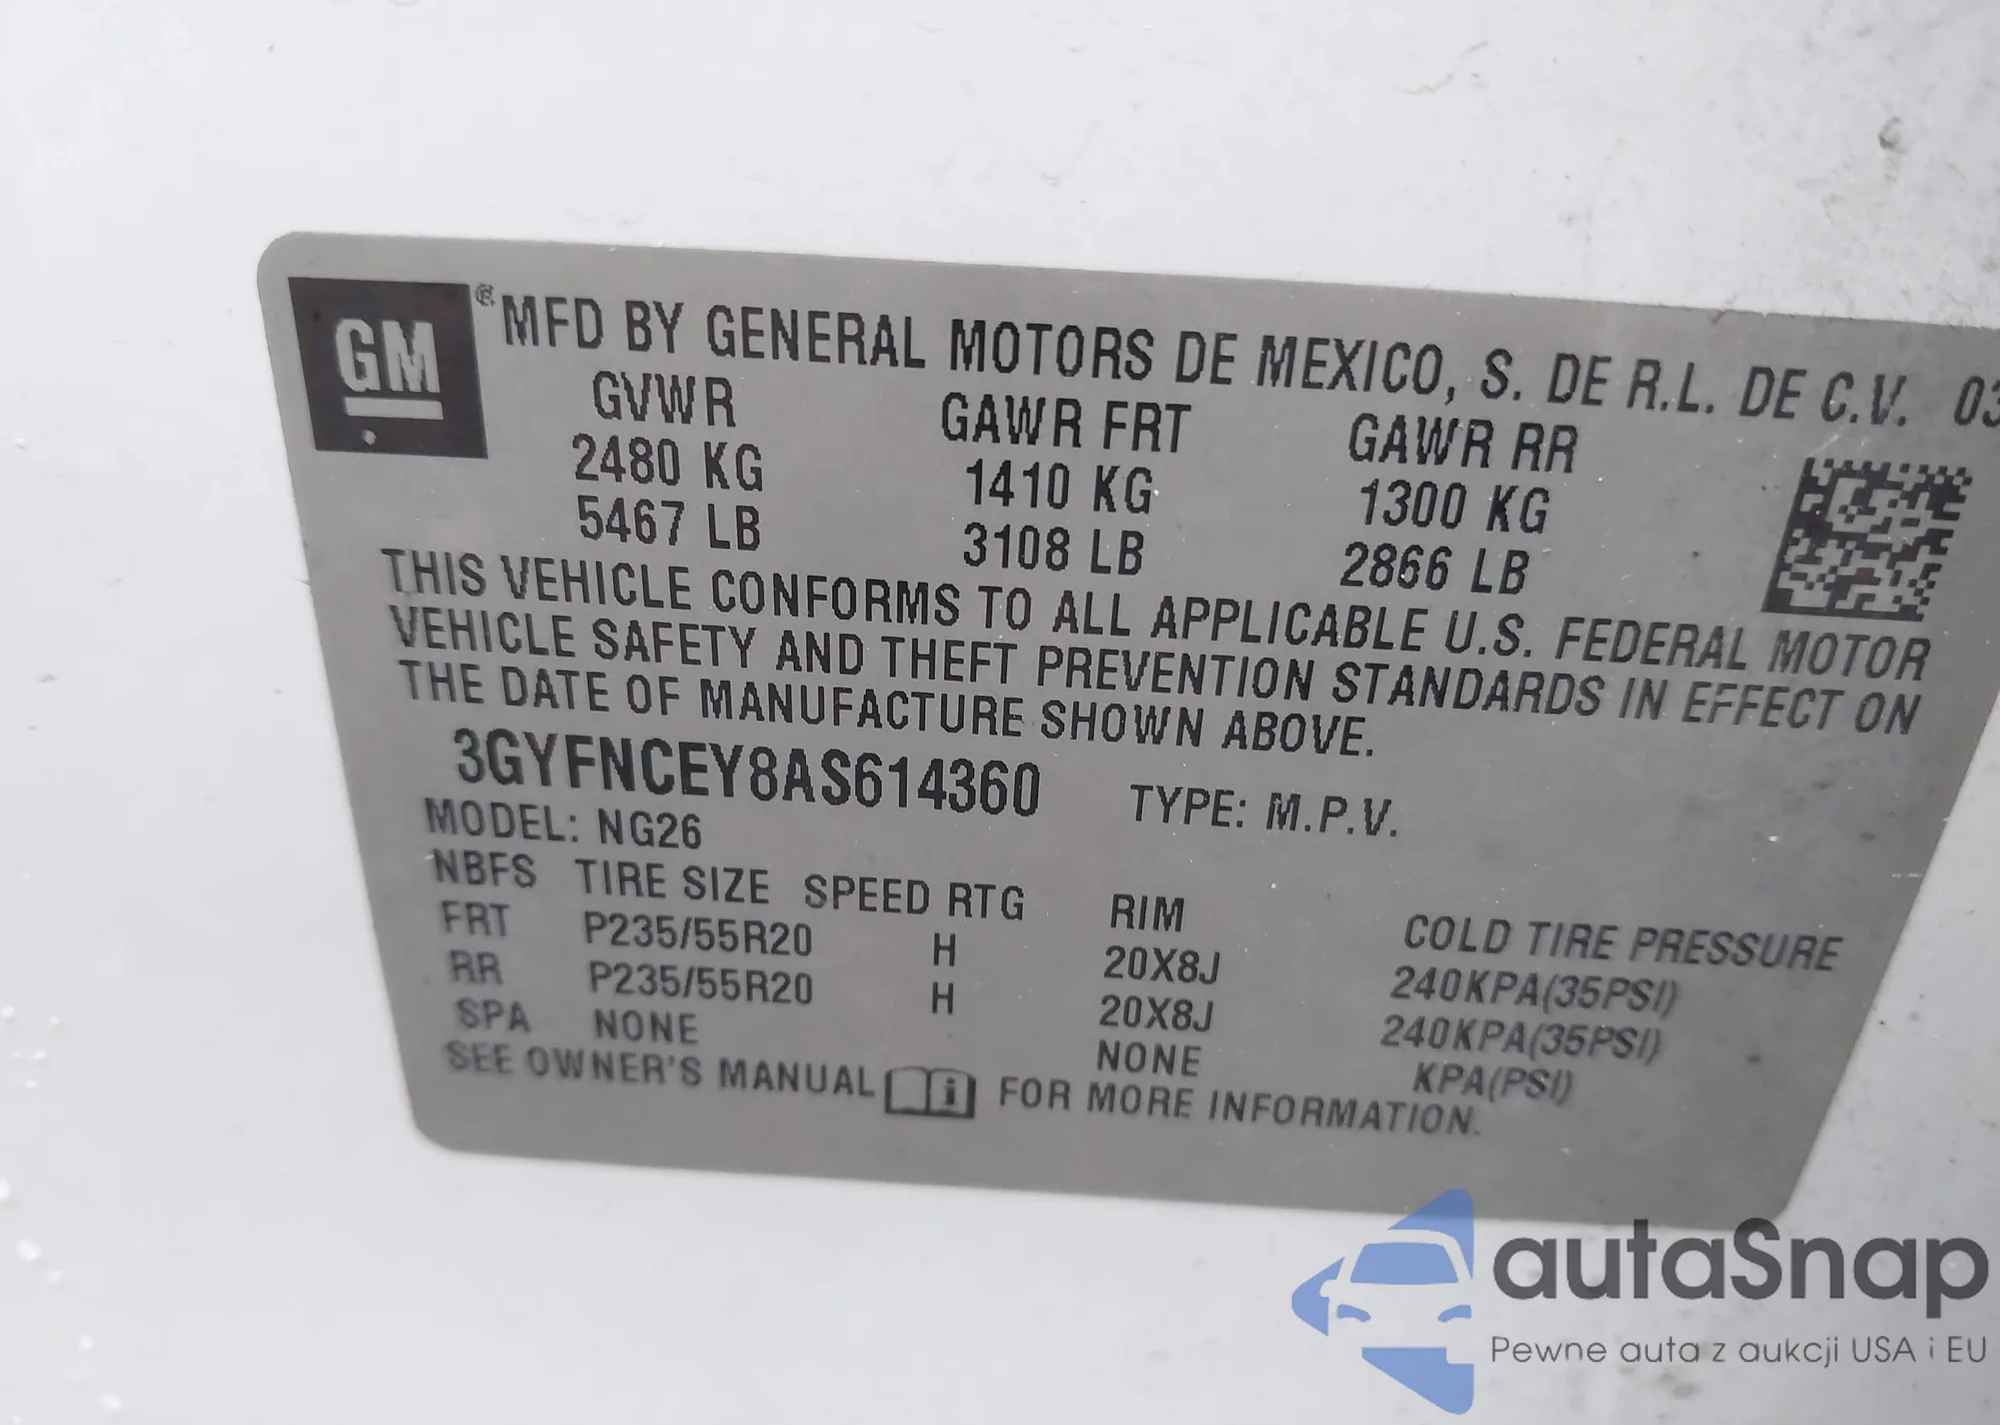 GM
® MFD BY GENERAL MOTORS DE MEXICO, S. DE R.L. DE C.V. 03
GVWR GAWR FRT GAWR RR
2480 KG 1410 KG 1300 KG
5467 LB 3108 LB 2866 LB
THIS VEHICLE CONFORMS TO ALL APPLICABLE U.S. FEDERAL MOTOR
VEHICLE SAFETY AND THEFT PREVENTION STANDARDS IN EFFECT ON
THE DATE OF MANUFACTURE SHOWN ABOVE.
3GYFNCEY8AS614360 TYPE: M.P.V.
MODEL: NG26
NBFS TIRE SIZE SPEED RTG RIM COLD TIRE PRESSURE
FRT P235/55R20 H 20X8J 240KPA(35PSI)
RR P235/55R20 H 20X8J 240KPA(35PSI)
SPA NONE NONE KPA(PSI)
SEE OWNER'S MANUAL FOR MORE INFORMATION.
autaSnap
Pewne auta z aukcji USA i EU